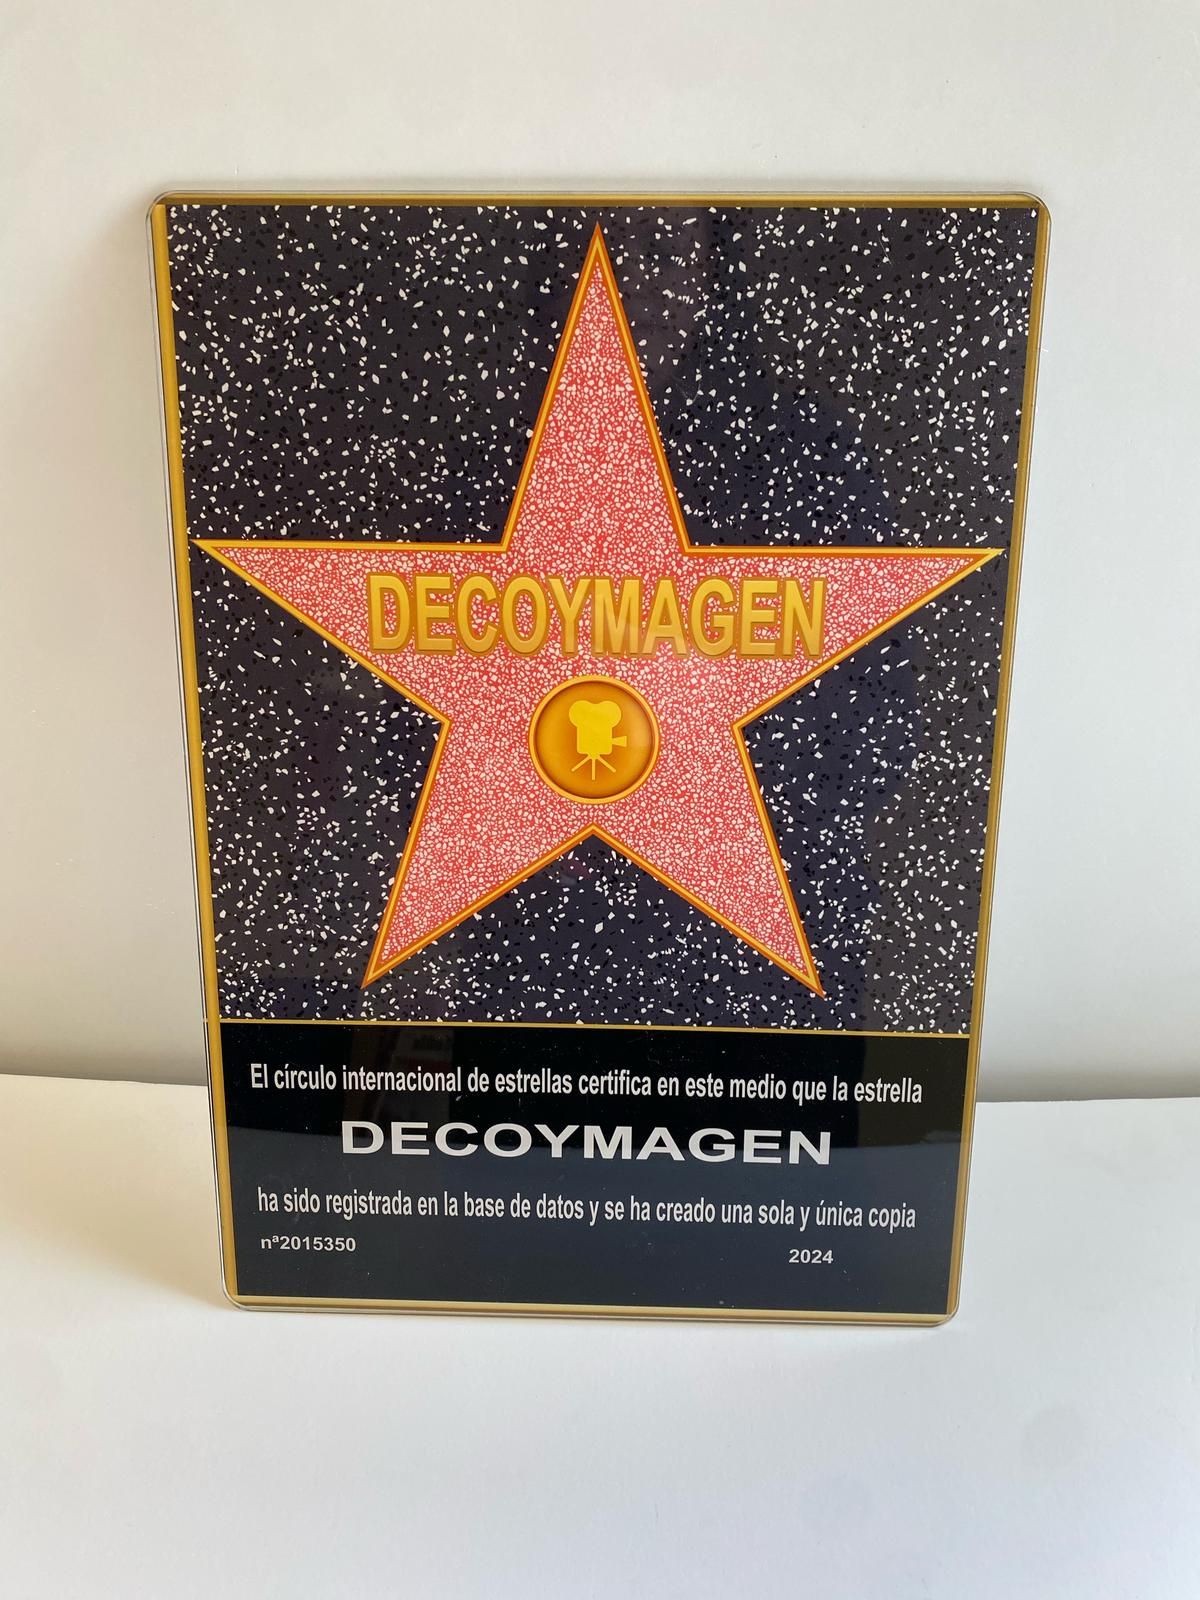 DECOYMAGEN
El círculo internacional de estrellas certifica en este medio que la estrella
DECOYMAGEN
ha sido registrada en la base de datos y se ha creado una sola y única copia
nª2015350 2024